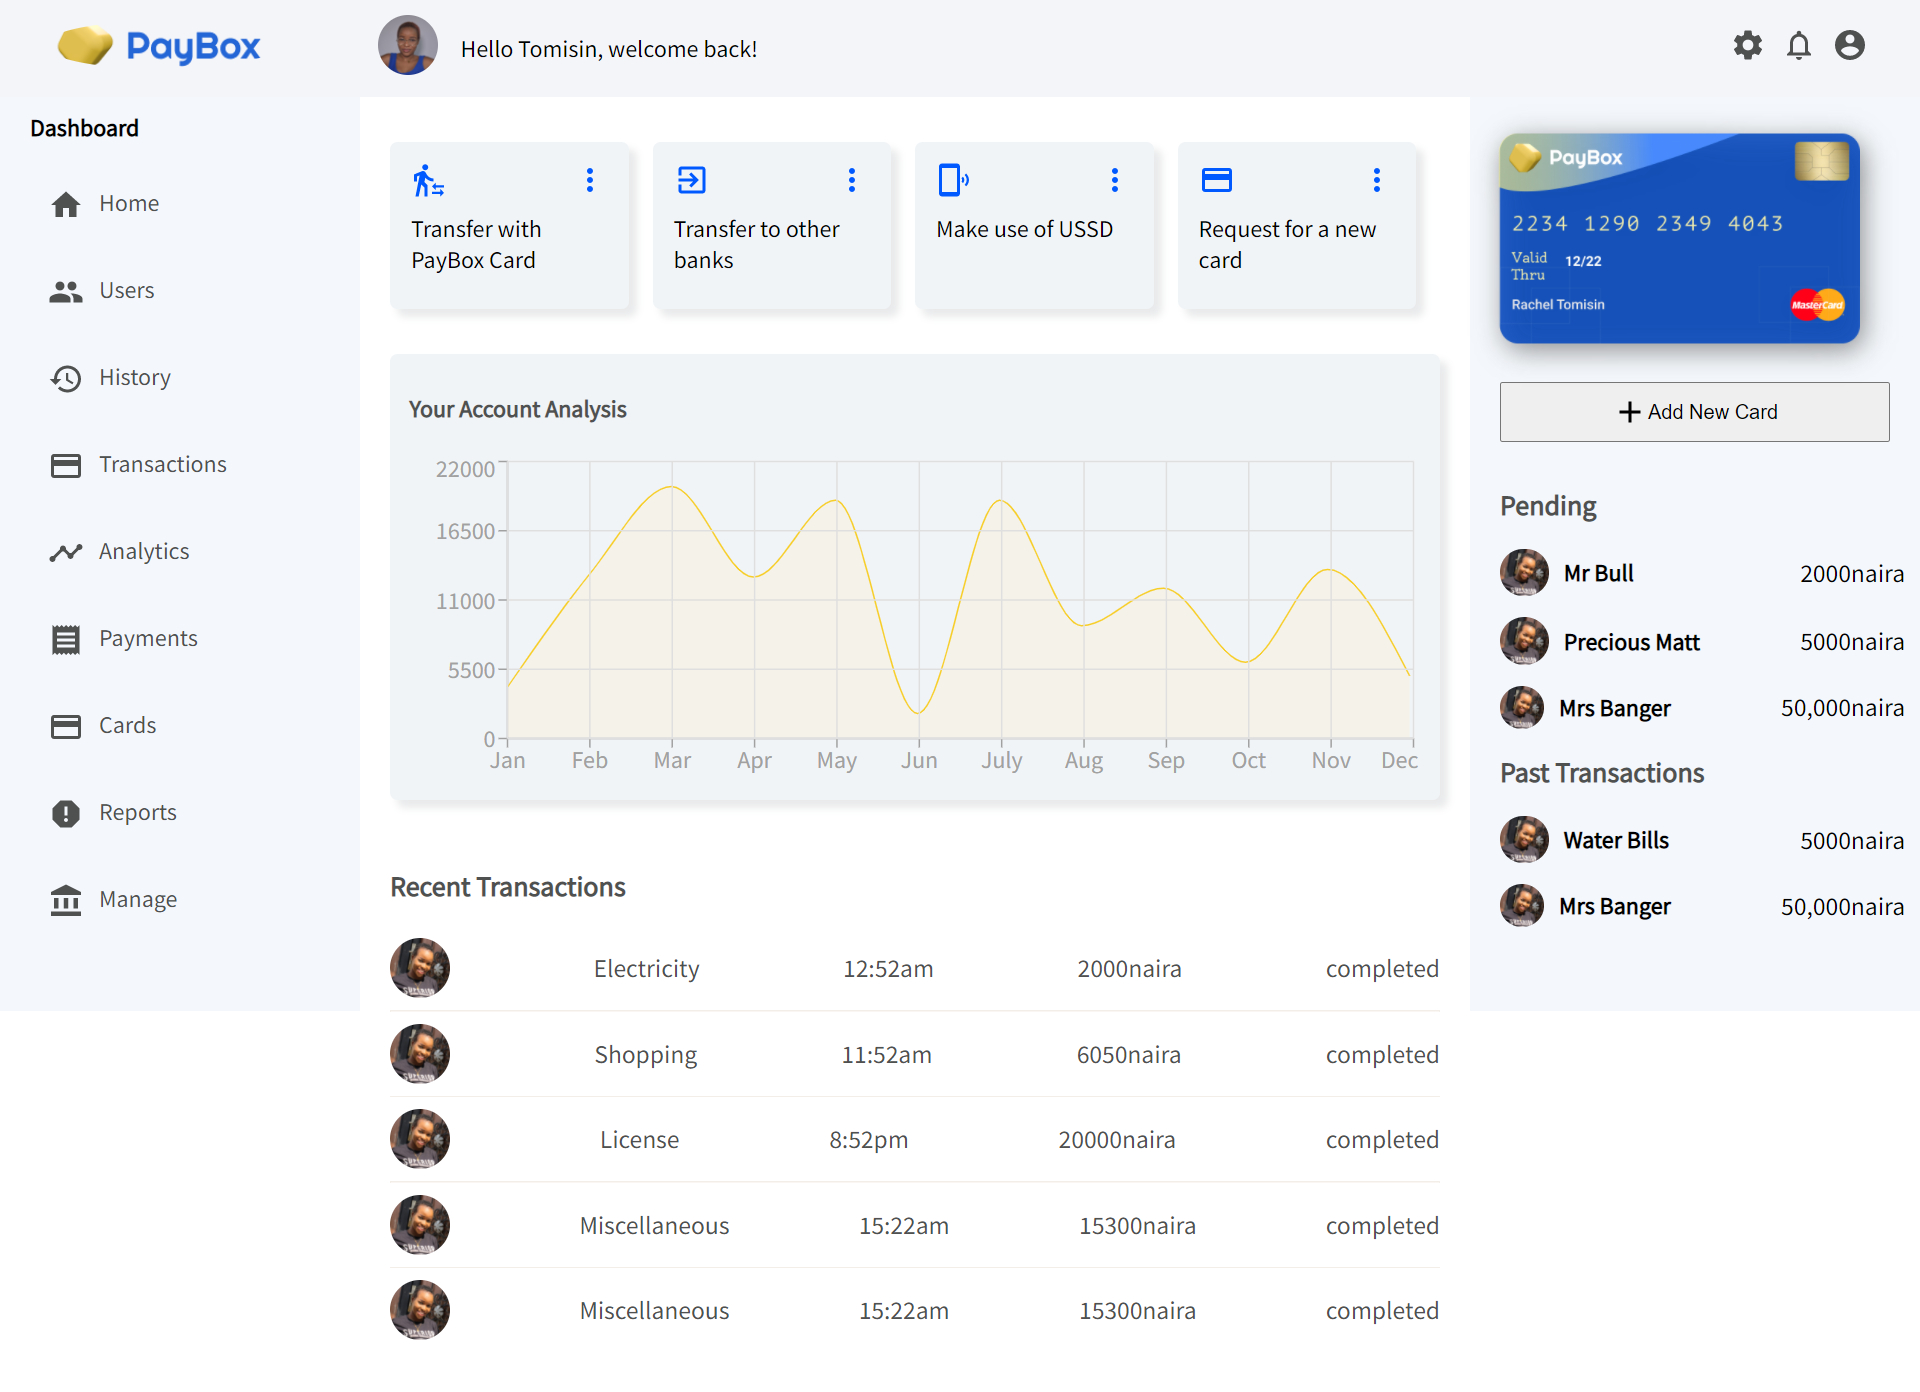 PayBox
Hello Tomisin, welcome back!
Dashboard
Home
Users
History
Transactions
Analytics
Payments
Cards
Reports
Manage
Transfer with
PayBox Card
Transfer to other
banks
Make use of USSD
Request for a new
card
Your Account Analysis
22000
16500
11000
5500
0
Jan Feb Mar Apr May Jun July Aug Sep Oct Nov Dec
Recent Transactions
Electricity 12:52am 2000naira completed
Shopping 11:52am 6050naira completed
License 8:52pm 20000naira completed
Miscellaneous 15:22am 15300naira completed
Miscellaneous 15:22am 15300naira completed
PayBox
2234 1290 2349 4043
Valid
Thru
12/22
Rachel Tomisin
MasterCard
Add New Card
Pending
Mr Bull 2000naira
Precious Matt 5000naira
Mrs Banger 50,000naira
Past Transactions
Water Bills 5000naira
Mrs Banger 50,000naira